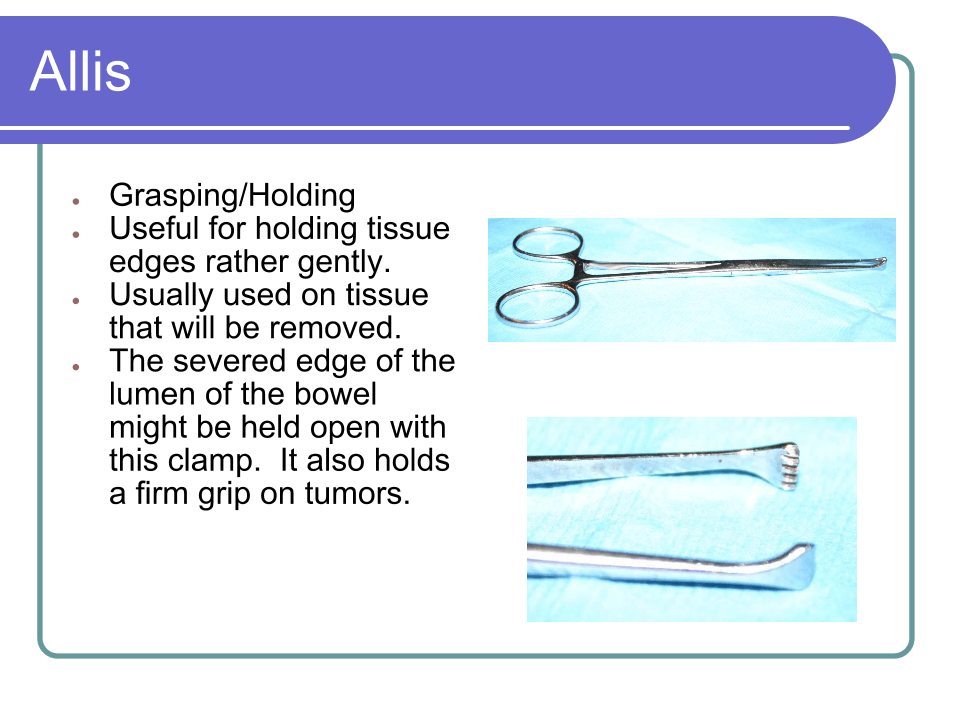 Allis
● Grasping/Holding
● Useful for holding tissue
edges rather gently.
● Usually used on tissue
that will be removed.
● The severed edge of the
lumen of the bowel
might be held open with
this clamp.  It also holds
a firm grip on tumors.